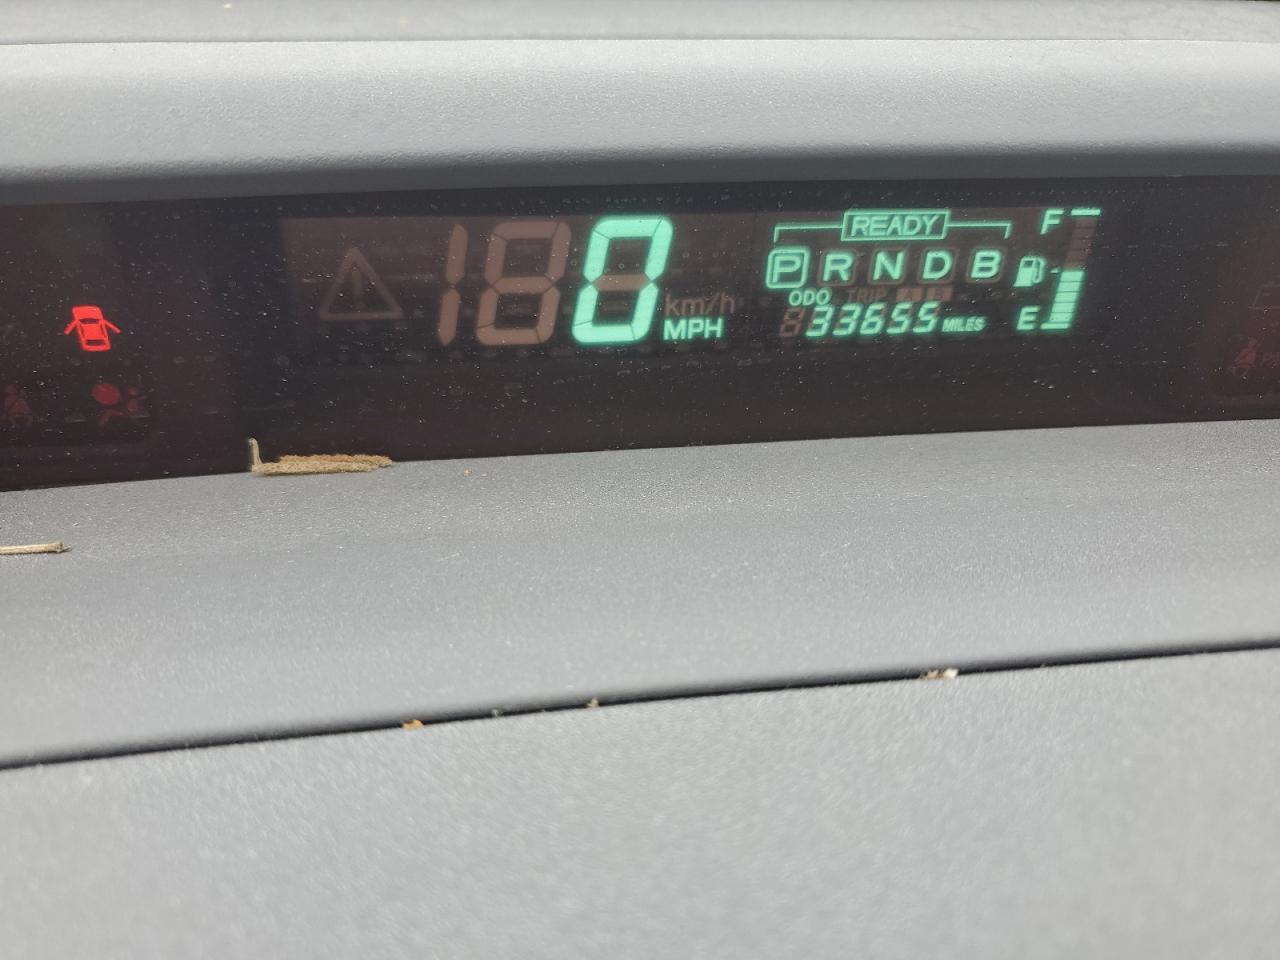 READY
F
P R N D B
ODO TRIP A B
33655 MILES
E
0
km/h
MPH